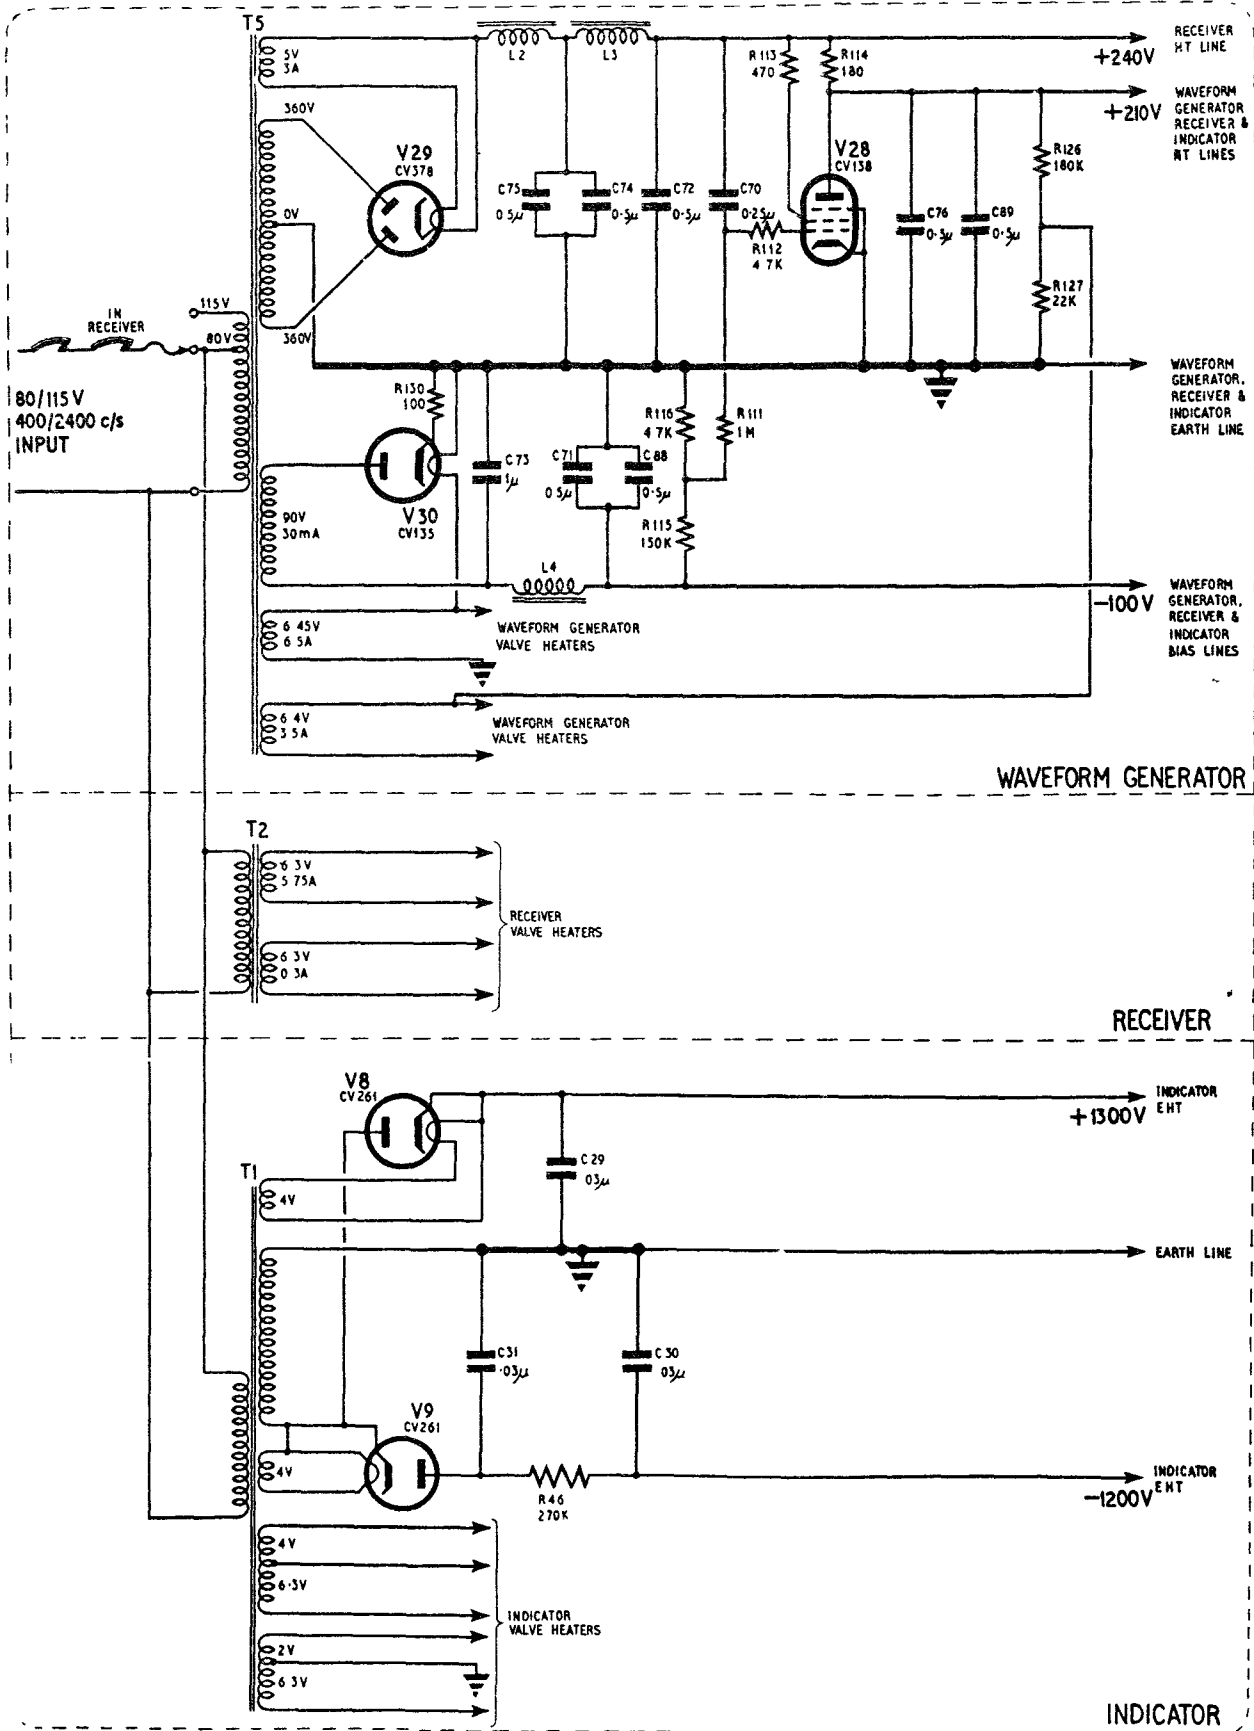 T5
5V
3A
360V
0V
360V
115V
80V
IN
RECEIVER
80/115 V
400/2400 c/s
INPUT
V29
CV378
L2
L3
C75
0 5µ
C74
0·5µ
C72
0·5µ
C70
0·25µ
R112
4 7K
R113
470
R114
180
V28
CV138
C76
C89
0·5µ
R126
180K
R127
22K
+240V
RECEIVER
HT LINE
+210V
WAVEFORM
GENERATOR
RECEIVER &
INDICATOR
HT LINES
WAVEFORM
GENERATOR,
RECEIVER &
INDICATOR
EARTH LINE
R130
100
V30
CV135
90V
30mA
C73
1µ
C71
0 5µ
C88
0·5µ
R116
4 7K
R111
1 M
R115
150K
L4
-100V
WAVEFORM
GENERATOR,
RECEIVER &
INDICATOR
BIAS LINES
6 45V
6 5A
WAVEFORM GENERATOR
VALVE HEATERS
6 4V
3 5A
WAVEFORM GENERATOR
VALVE HEATERS
WAVEFORM GENERATOR
T2
6 3V
5 75A
6 3V
0 3A
RECEIVER
VALVE HEATERS
RECEIVER
V8
CV261
+1300V
INDICATOR
EHT
T1
4V
C 29
03µ
EARTH LINE
C31
·03µ
C 30
03µ
V9
CV261
4V
R46
270K
-1200V
INDICATOR
EHT
4V
6·3V
2V
6 3V
INDICATOR
VALVE HEATERS
INDICATOR